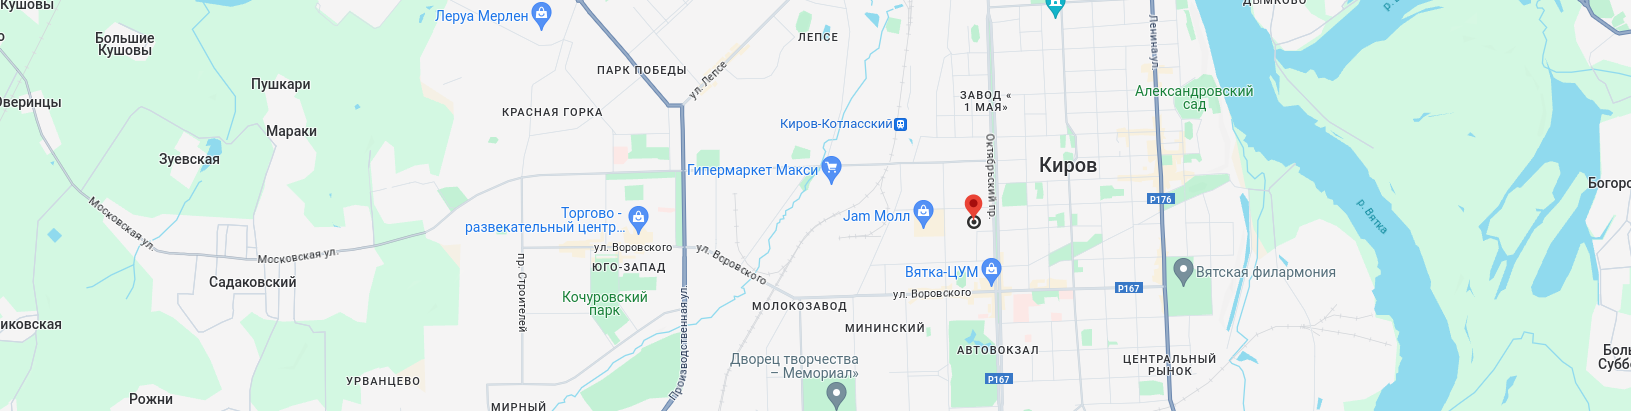 Кушовы
Леруа Мерлен
ДЫМКОВО
Большие
Кушовы
ЛЕПСЕ
Ленина ул.
ПАРК ПОБЕДЫ
ул. Лепсе
Пушкари
Зверинцы
КРАСНАЯ ГОРКА
ЗАВОД «
1 МАЯ»
Александровский
сад
Мараки
Киров-Котласский
Октябрьский пр.
Зуевская
Киров
Гипермаркет Макси
Богоро
Р176
Московская ул.
р. Вятка
Торгово -
развекательный центр...
Jam Молл
ул. Воровского
ул. Воровского
Московская ул.
пр. Строителей
ЮГО-ЗАПАД
Вятка-ЦУМ
Вятская филармония
Садаковский
Кочуровский
парк
Производственная ул.
ул. Воровского
Р167
МОЛОКОЗАВОД
иковская
МИНИНСКИЙ
АВТОВОКЗАЛ
Боль
Суббо
Дворец творчества
– Мемориал»
ЦЕНТРАЛЬНЫЙ
РЫНОК
УРВАНЦЕВО
Р167
Рожни
МИРНЫЙ